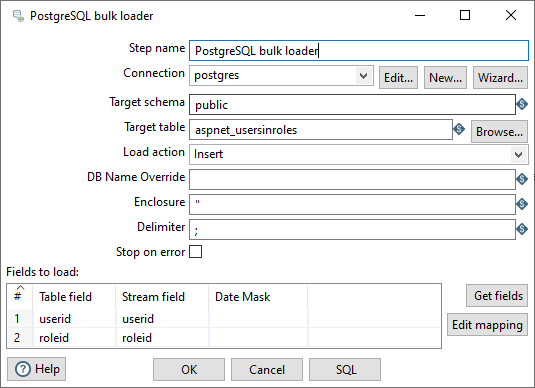 PostgreSQL bulk loader
Step name PostgreSQL bulk loader
Connection postgres Edit... New... Wizard...
Target schema public
Target table aspnet_usersinroles Browse...
Load action Insert
DB Name Override
Enclosure "
Delimiter ;
Stop on error
Fields to load:
# Table field Stream field Date Mask
1 userid userid
2 roleid roleid
Get fields
Edit mapping
Help OK Cancel SQL